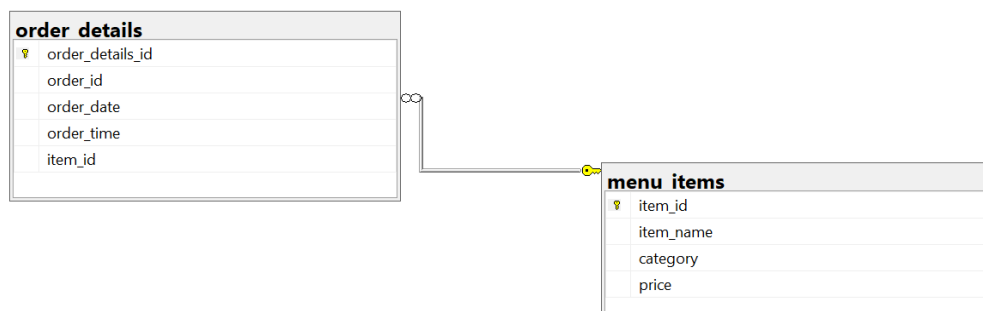 order_details
order_details_id
order_id
order_date
order_time
item_id
menu_items
item_id
item_name
category
price